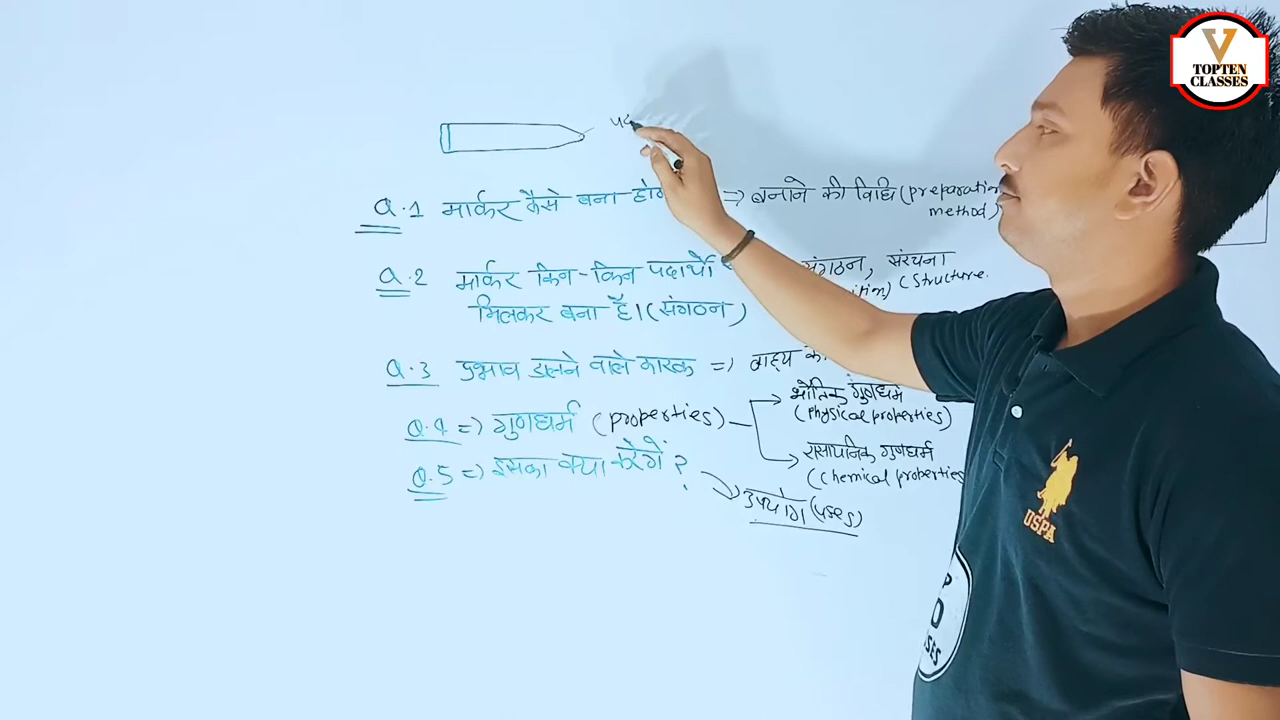 V
TOPTEN
CLASSES
Q.1 मार्कर कैसे बना => बनाने की विधि (preparation
method)
Q.2 मार्कर किन-किन पदार्थो संगठन, संरचना
मिलकर बना है। (संगठन) (Structure.
Q.3 प्रभाव डालने वाले कारक => बाह्य
Q.4 => गुणधर्म (properties) भौतिक गुणधर्म
(Physical properties)
रासायनिक गुणधर्म
(Chemical properties
Q.5 => इसका क्या करेगें ?
उपयोग (uses)
USPA